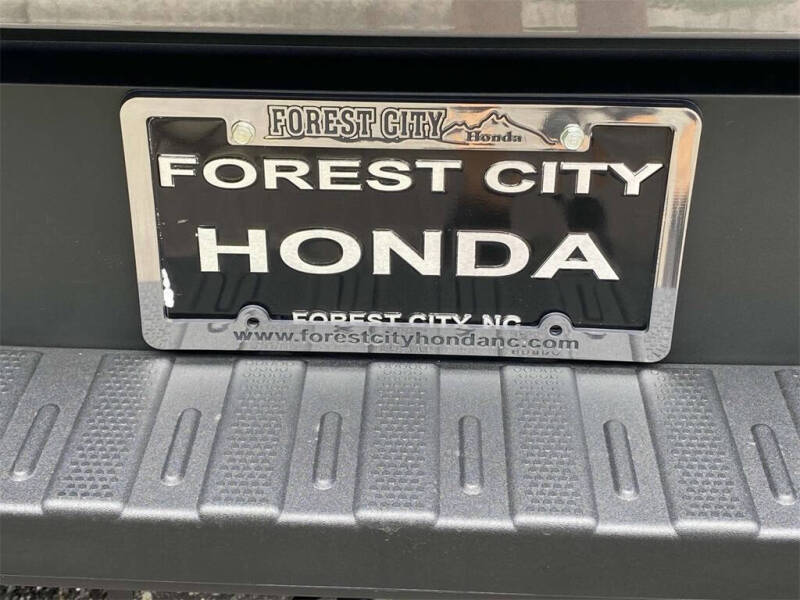 FOREST CITY Honda
FOREST CITY
HONDA
FOREST CITY, NC
www.forestcityhondanc.com